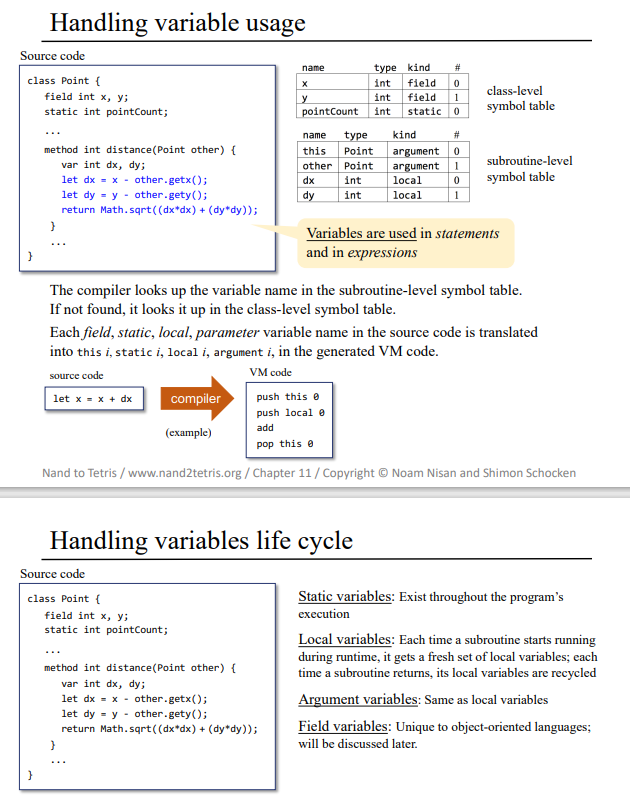 Handling variable usage
Source code
class Point {
field int x, y;
static int pointCount;
...
method int distance(Point other) {
var int dx, dy;
let dx = x - other.getx();
let dy = y - other.gety();
return Math.sqrt((dx*dx) + (dy*dy));
}
...
}
name type kind #
x int field 0
y int field 1
pointCount int static 0
class-level
symbol table
name type kind #
this Point argument 0
other Point argument 1
dx int local 0
dy int local 1
subroutine-level
symbol table
Variables are used in statements
and in expressions
The compiler looks up the variable name in the subroutine-level symbol table.
If not found, it looks it up in the class-level symbol table.
Each field, static, local, parameter variable name in the source code is translated
into this i, static i, local i, argument i, in the generated VM code.
source code
let x = x + dx
compiler
(example)
VM code
push this 0
push local 0
add
pop this 0
Nand to Tetris / www.nand2tetris.org / Chapter 11 / Copyright © Noam Nisan and Shimon Schocken
Handling variables life cycle
Source code
class Point {
field int x, y;
static int pointCount;
...
method int distance(Point other) {
var int dx, dy;
let dx = x - other.getx();
let dy = y - other.gety();
return Math.sqrt((dx*dx) + (dy*dy));
}
...
}
Static variables: Exist throughout the program's
execution
Local variables: Each time a subroutine starts running
during runtime, it gets a fresh set of local variables; each
time a subroutine returns, its local variables are recycled
Argument variables: Same as local variables
Field variables: Unique to object-oriented languages;
will be discussed later.